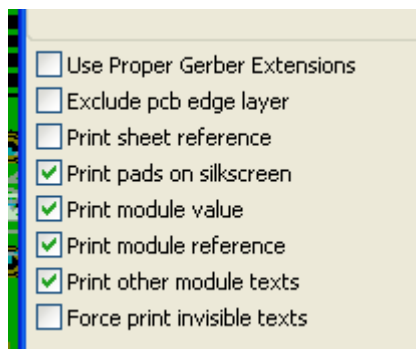 Use Proper Gerber Extensions
Exclude pcb edge layer
Print sheet reference
Print pads on silkscreen
Print module value
Print module reference
Print other module texts
Force print invisible texts